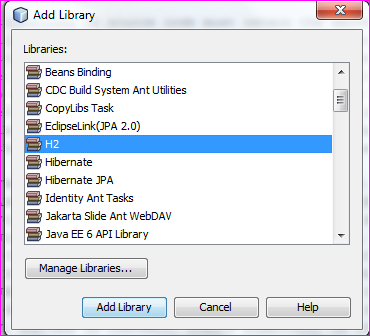 Add Library
Libraries:
Beans Binding
CDC Build System Ant Utilities
CopyLibs Task
EclipseLink(JPA 2.0)
H2
Hibernate
Hibernate JPA
Identity Ant Tasks
Jakarta Slide Ant WebDAV
Java EE 6 API Library
Manage Libraries...
Add Library Cancel Help